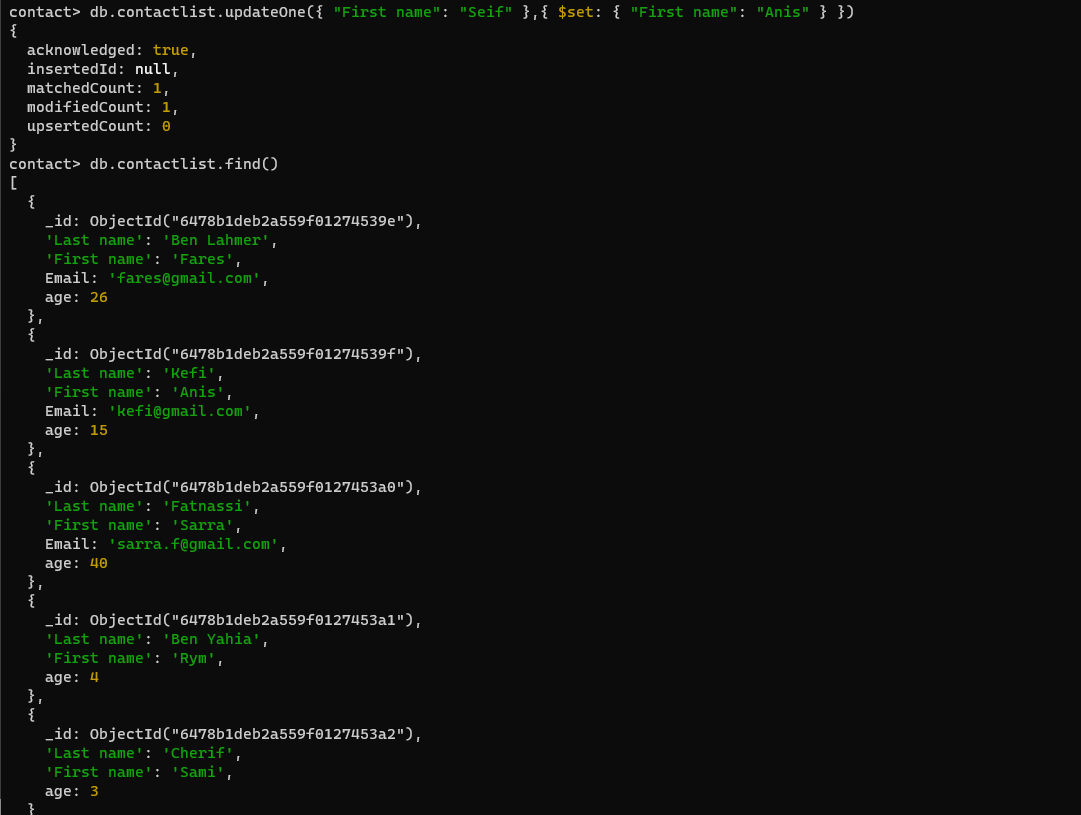 contact> db.contactlist.updateOne({ "First name": "Seif" },{ $set: { "First name": "Anis" } })
{
  acknowledged: true,
  insertedId: null,
  matchedCount: 1,
  modifiedCount: 1,
  upsertedCount: 0
}
contact> db.contactlist.find()
[
  {
    _id: ObjectId("6478b1deb2a559f01274539e"),
    'Last name': 'Ben Lahmer',
    'First name': 'Fares',
    Email: 'fares@gmail.com',
    age: 26
  },
  {
    _id: ObjectId("6478b1deb2a559f01274539f"),
    'Last name': 'Kefi',
    'First name': 'Anis',
    Email: 'kefi@gmail.com',
    age: 15
  },
  {
    _id: ObjectId("6478b1deb2a559f0127453a0"),
    'Last name': 'Fatnassi',
    'First name': 'Sarra',
    Email: 'sarra.f@gmail.com',
    age: 40
  },
  {
    _id: ObjectId("6478b1deb2a559f0127453a1"),
    'Last name': 'Ben Yahia',
    'First name': 'Rym',
    age: 4
  },
  {
    _id: ObjectId("6478b1deb2a559f0127453a2"),
    'Last name': 'Cherif',
    'First name': 'Sami',
    age: 3
  }